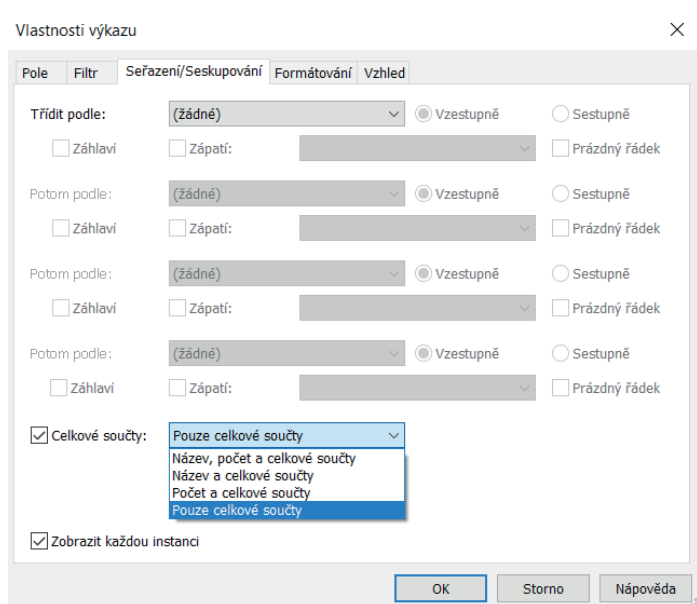 Vlastnosti výkazu
Pole Filtr Seřazení/Seskupování Formátování Vzhled
Třídit podle: (žádné) Vzestupně Sestupně
Záhlaví Zápatí: Prázdný řádek
Potom podle: (žádné) Vzestupně Sestupně
Záhlaví Zápatí: Prázdný řádek
Potom podle: (žádné) Vzestupně Sestupně
Záhlaví Zápatí: Prázdný řádek
Potom podle: (žádné) Vzestupně Sestupně
Záhlaví Zápatí: Prázdný řádek
Celkové součty: Pouze celkové součty
Název, počet a celkové součty
Název a celkové součty
Počet a celkové součty
Pouze celkové součty
Zobrazit každou instanci
OK Storno Nápověda